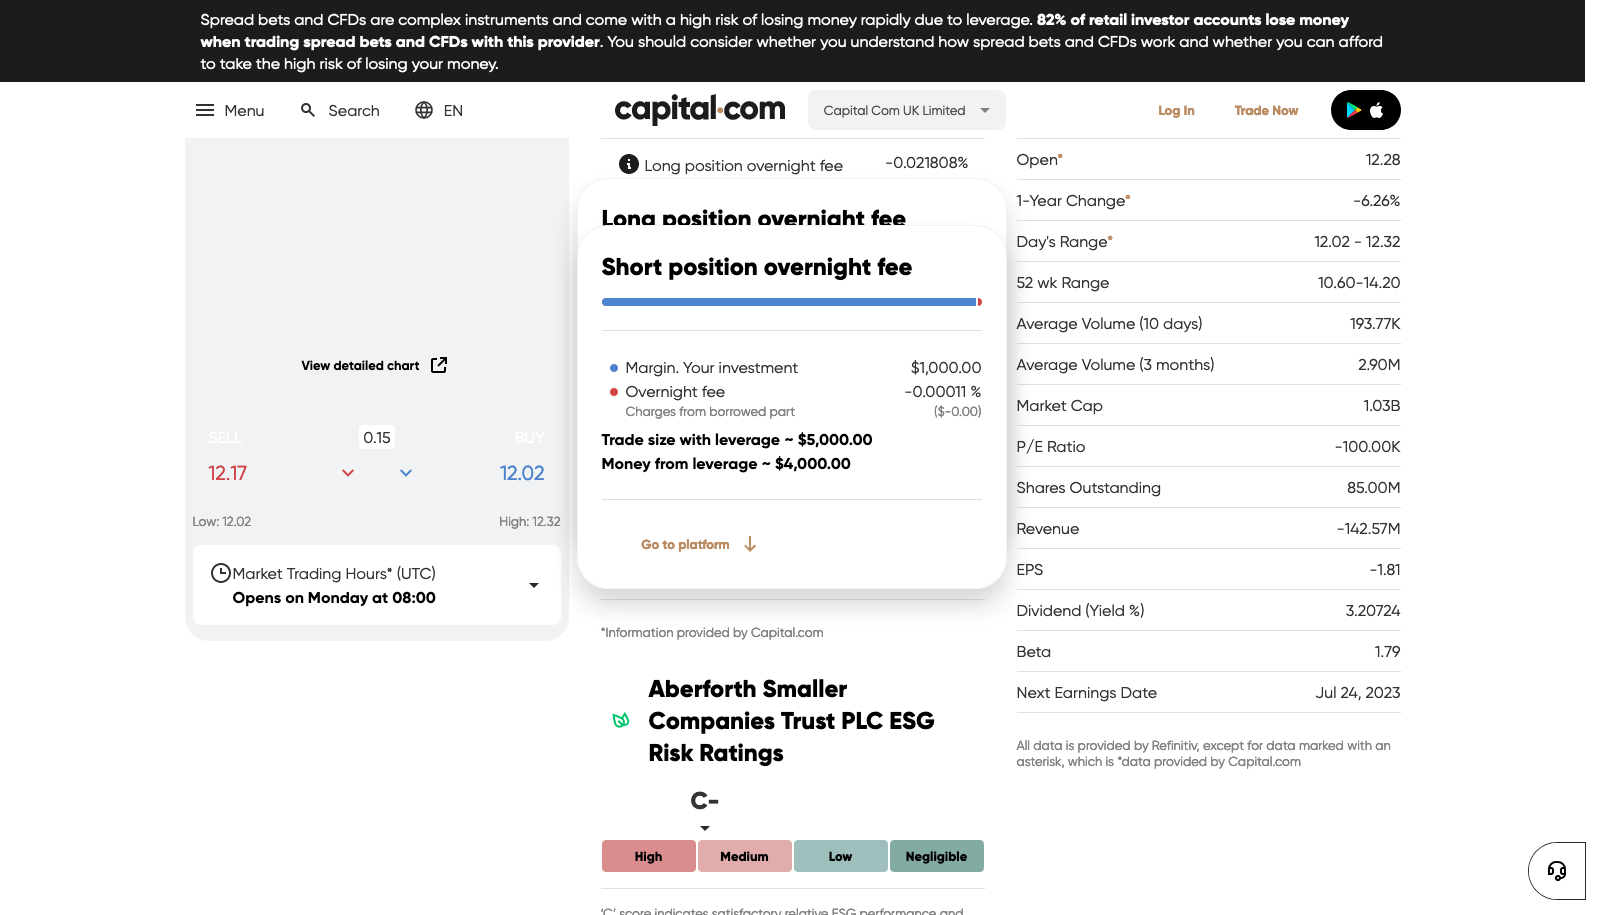 Spread bets and CFDs are complex instruments and come with a high risk of losing money rapidly due to leverage. 82% of retail investor accounts lose money
when trading spread bets and CFDs with this provider. You should consider whether you understand how spread bets and CFDs work and whether you can afford
to take the high risk of losing your money.
Menu
Search
EN
capital.com
Capital Com UK Limited
Log In
Trade Now
View detailed chart
SELL
0.15
BUY
12.17
12.02
Low: 12.02
High: 12.32
Market Trading Hours* (UTC)
Opens on Monday at 08:00
Long position overnight fee
-0.021808%
Long position overnight fee
Short position overnight fee
Margin. Your investment
$1,000.00
Overnight fee
-0.00011 %
Charges from borrowed part
($-0.00)
Trade size with leverage ~ $5,000.00
Money from leverage ~ $4,000.00
Go to platform
*Information provided by Capital.com
Aberforth Smaller
Companies Trust PLC ESG
Risk Ratings
C-
High
Medium
Low
Negligible
'C' score indicates satisfactory relative ESG performance and
Open*
12.28
1-Year Change*
-6.26%
Day's Range*
12.02 - 12.32
52 wk Range
10.60-14.20
Average Volume (10 days)
193.77K
Average Volume (3 months)
2.90M
Market Cap
1.03B
P/E Ratio
-100.00K
Shares Outstanding
85.00M
Revenue
-142.57M
EPS
-1.81
Dividend (Yield %)
3.20724
Beta
1.79
Next Earnings Date
Jul 24, 2023
All data is provided by Refinitiv, except for data marked with an
asterisk, which is *data provided by Capital.com